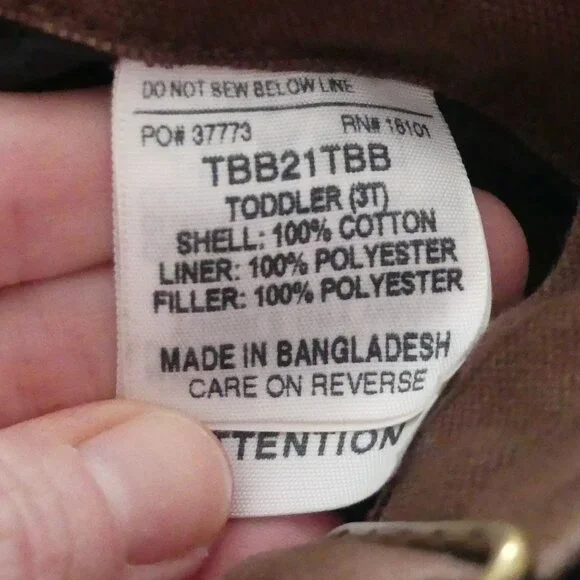 DO NOT SEW BELOW LINE
PO# 37773 RN# 16101
TBB21TBB
TODDLER (3T)
SHELL: 100% COTTON
LINER: 100% POLYESTER
FILLER: 100% POLYESTER
MADE IN BANGLADESH
CARE ON REVERSE
TTENTION